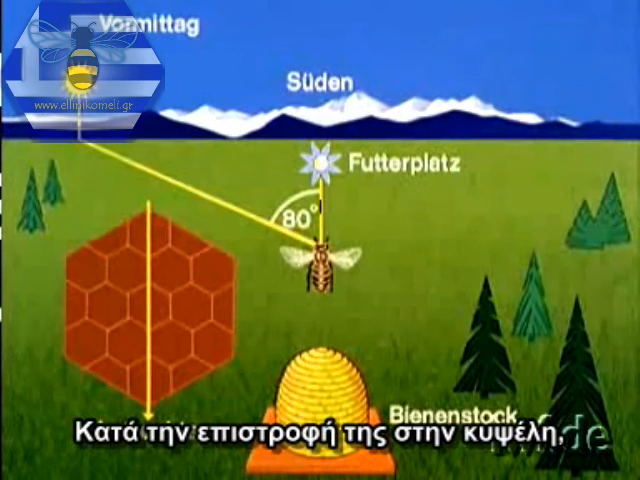 Vormittag
www.ellinikomeli.gr
Süden
Futterplatz
80°
Bienenstock
Κατά την επιστροφή της στην κυψέλη,